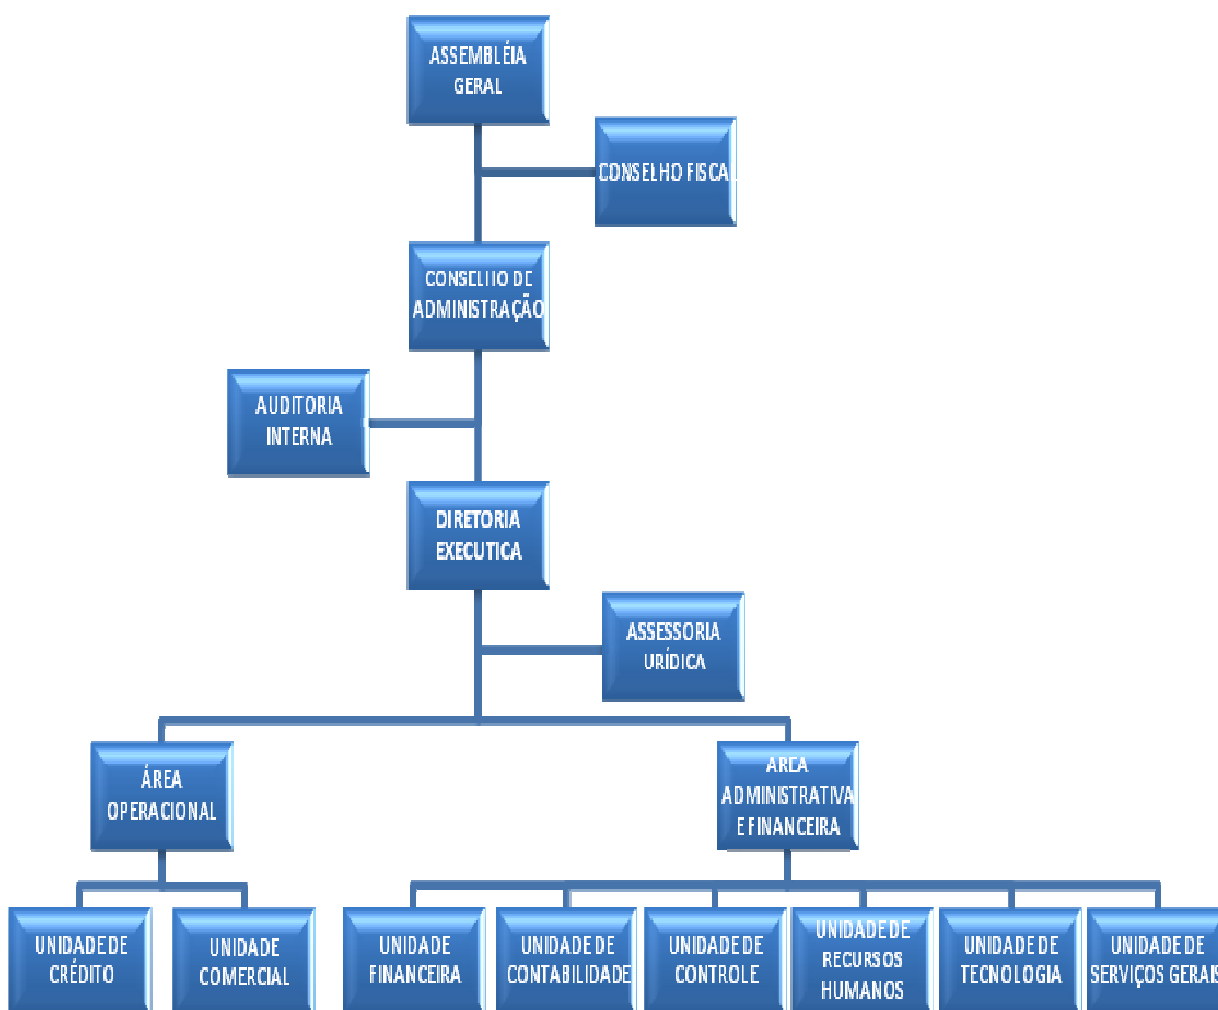 ASSEMBLÉIA
GERAL
CONSELHO FISCAL
CONSELHO DE
ADMINISTRAÇÃO
AUDITORIA
INTERNA
DIRETORIA
EXECUTICA
ASSESSORIA
URÍDICA
ÁREA
OPERACIONAL
AREA
ADMINISTRATIVA
E FINANCEIRA
UNIDADE DE
CRÉDITO
UNIDADE
COMERCIAL
UNIDADE
FINANCEIRA
UNIDADE DE
CONTABILIDADE
UNIDADE DE
CONTROLE
UNIDADE DE
RECURSOS
HUMANOS
UNIDADE DE
TECNOLOGIA
UNIDADE DE
SERVIÇOS GERAIS